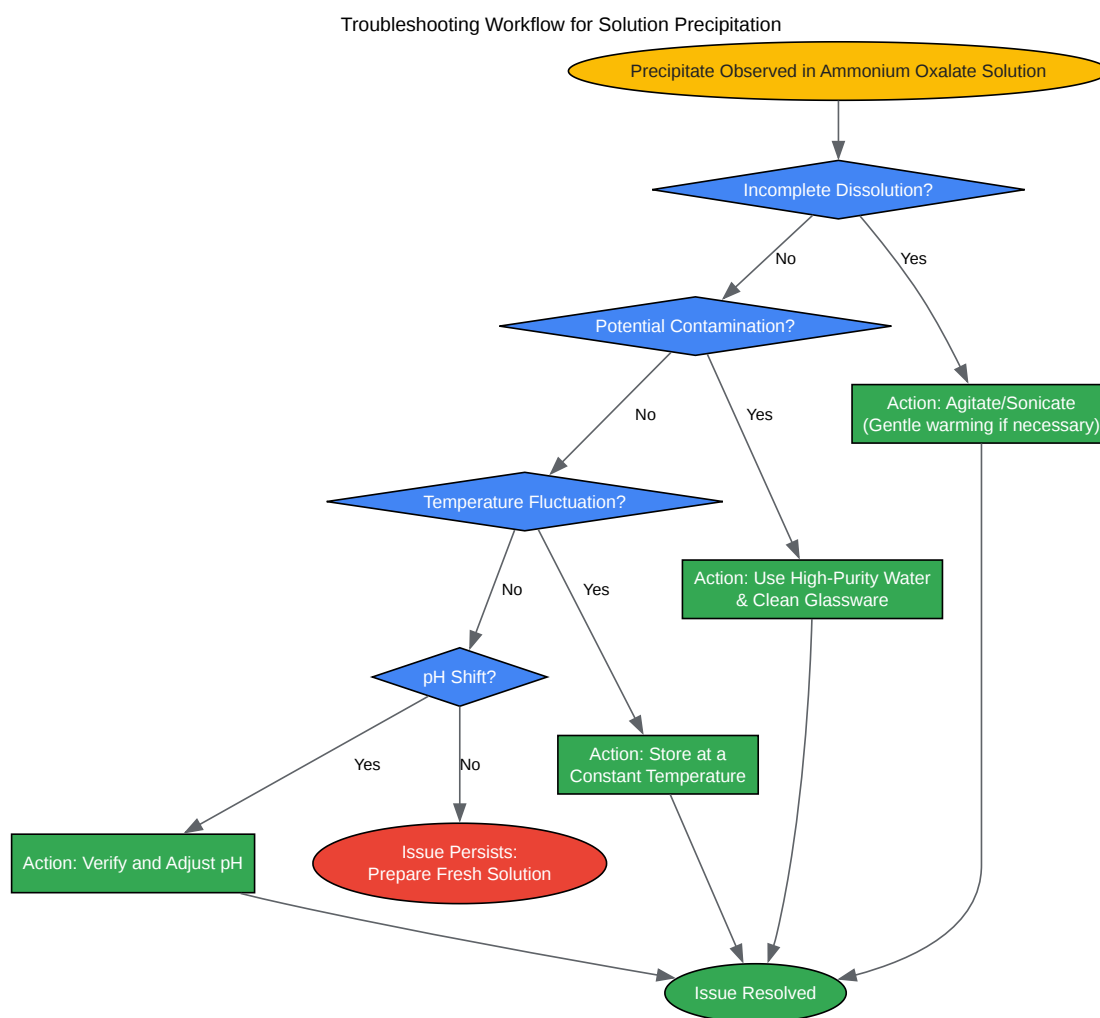 Troubleshooting Workflow for Solution Precipitation
Precipitate Observed in Ammonium Oxalate Solution
Incomplete Dissolution?
No
Yes
Potential Contamination?
Action: Agitate/Sonicate
(Gentle warming if necessary)
No
Yes
Temperature Fluctuation?
Action: Use High-Purity Water
& Clean Glassware
No
Yes
pH Shift?
Action: Store at a
Constant Temperature
Yes
No
Action: Verify and Adjust pH
Issue Persists:
Prepare Fresh Solution
Issue Resolved